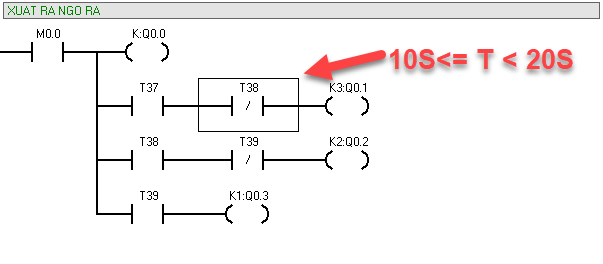 XUAT RA NGO RA
M0.0 K:Q0.0
10S<= T < 20S
T37 T38 K3:Q0.1
T38 T39 K2:Q0.2
T39 K1:Q0.3